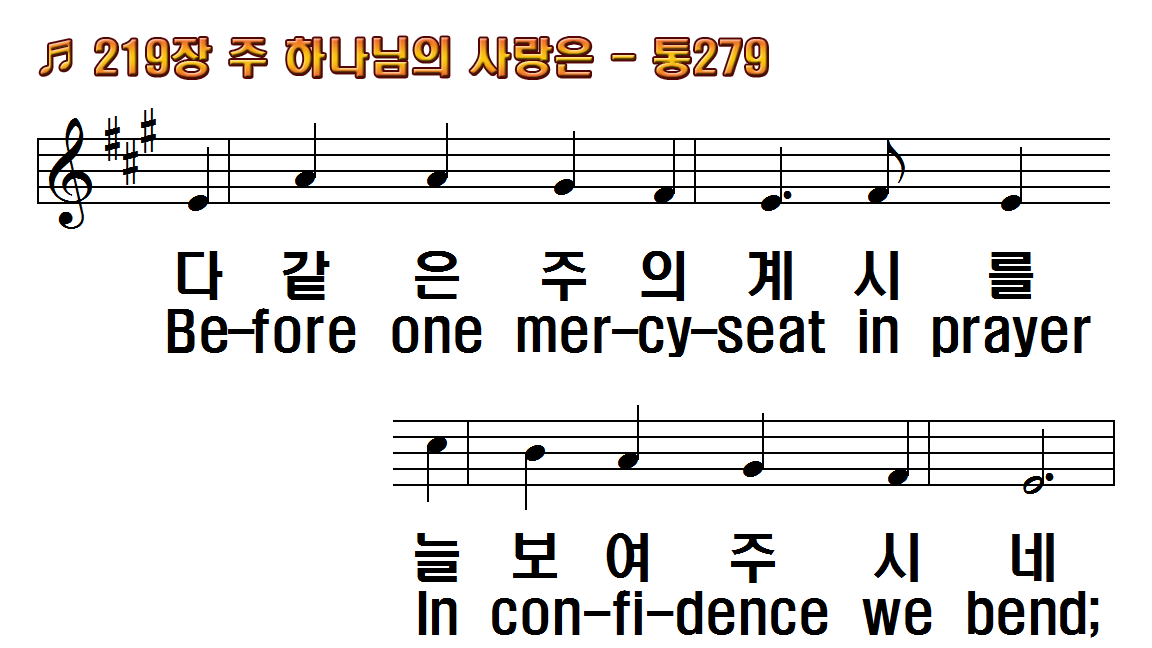 ♬ 219장 주 하나님의 사랑은 - 통279
다 같 은 주 의 계 시 를
Be-fore one mer-cy-seat in prayer
늘 보 여 주 시 네
In con-fi-dence we bend;